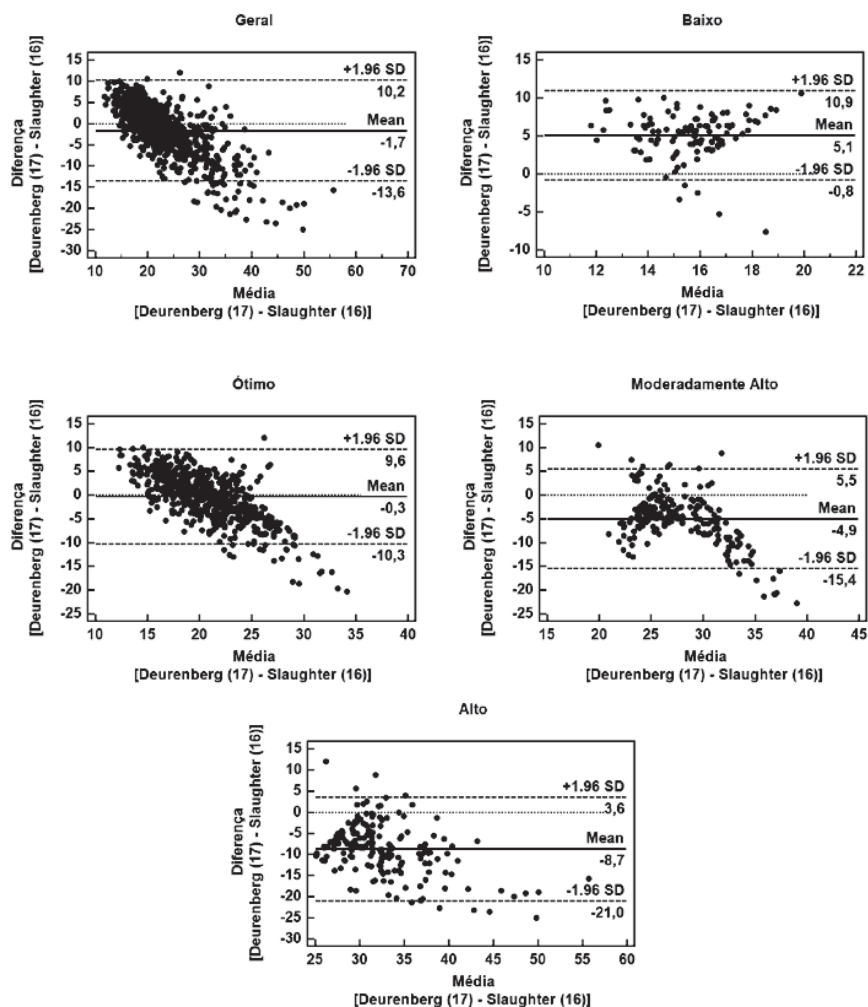 Geral
Diferença
[Deurenberg (17) - Slaughter (16)]
15
10
5
0
-5
-10
-15
-20
-25
-30
+1.96 SD
10,2
Mean
-1,7
-1.96 SD
-13,6
10 20 30 40 50 60 70
Média
[Deurenberg (17) - Slaughter (16)]
Baixo
Diferença
[Deurenberg (17) - Slaughter (16)]
15
10
5
0
5
-10
+1.96 SD
10,9
Mean
5,1
-1.96 SD
-0,8
10 12 14 16 18 20 22
Média
[Deurenberg (17) - Slaughter (16)]
Ótimo
Diferença
[Deurenberg (17) - Slaughter (16)]
15
10
5
0
-5
-10
-15
-20
-25
+1.96 SD
9,6
Mean
-0,3
-1.96 SD
-10,3
10 15 20 25 30 35 40
Média
[Deurenberg (17) - Slaughter (16)]
Moderadamente Alto
Diferença
[Deurenberg (17) - Slaughter (16)]
15
10
5
0
-5
-10
-15
-20
-25
+1.96 SD
5,5
Mean
-4,9
-1.96 SD
-15,4
15 20 25 30 35 40 45
Média
[Deurenberg (17) - Slaughter (16)]
Alto
Diferença
[Deurenberg (17) - Slaughter (16)]
15
10
5
0
-5
-10
-15
-20
-25
-30
+1.96 SD
3,6
Mean
-8,7
-1.96 SD
-21,0
25 30 35 40 45 50 55 60
Média
[Deurenberg (17) - Slaughter (16)]